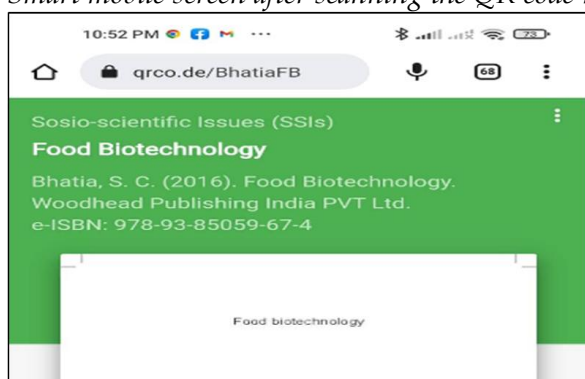 Smart mobile screen after scanning the QR code
10:52 PM ...
73
qrco.de/BhatiaFB
68
Sosio-scientific Issues (SSIs)
Food Biotechnology
Bhatia, S. C. (2016). Food Biotechnology.
Woodhead Publishing India PVT Ltd.
e-ISBN: 978-93-85059-67-4
Food biotechnology